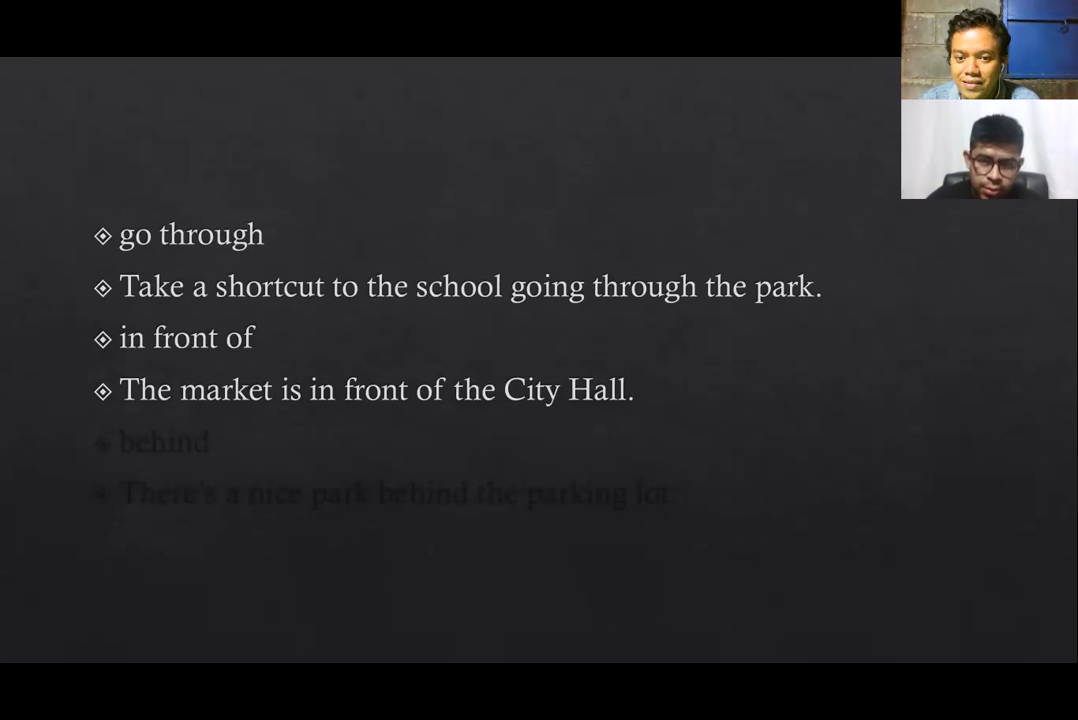 go through
Take a shortcut to the school going through the park.
in front of
The market is in front of the City Hall.
behind
There's a nice park behind the parking lot.